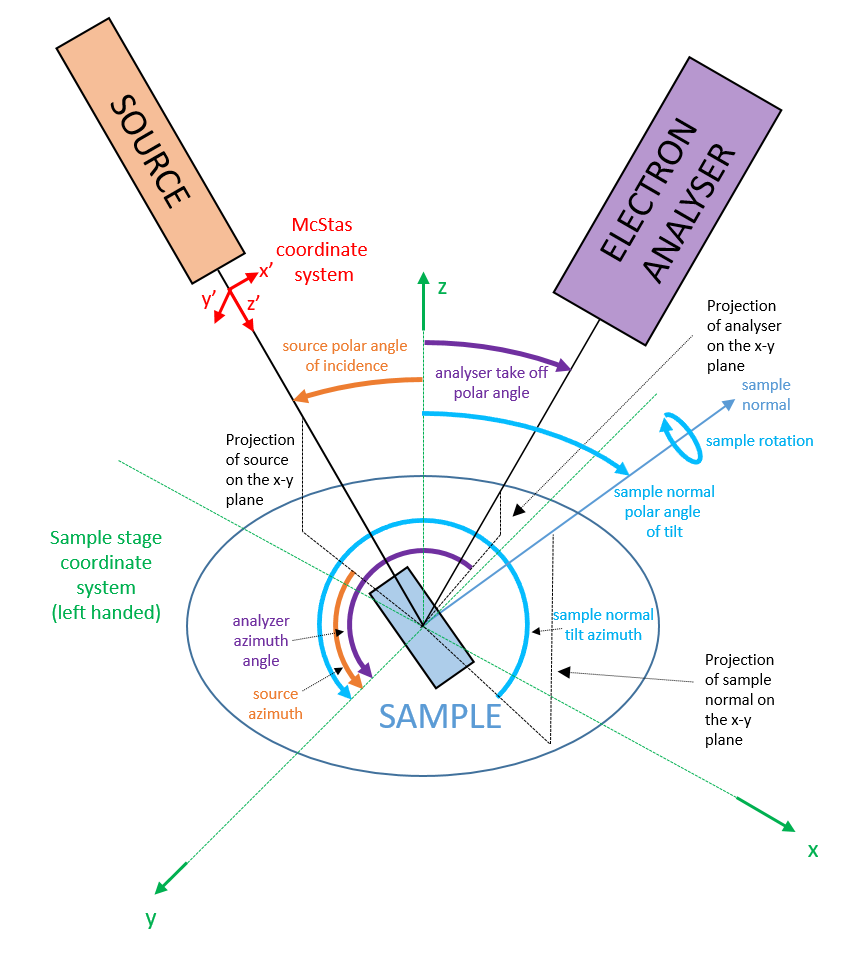 SOURCE
ELECTRON
ANALYSER
McStas
coordinate
system
x’
y’
z’
z
Projection
of analyser
on the x-y
plane
source polar angle
of incidence
analyser take off
polar angle
sample
normal
sample rotation
Projection
of source
on the x-y
plane
sample normal
polar angle
of tilt
Sample stage
coordinate
system
(left handed)
analyzer
azimuth
angle
sample normal
tilt azimuth
source
azimuth
SAMPLE
Projection
of sample
normal on
the x-y
plane
x
y